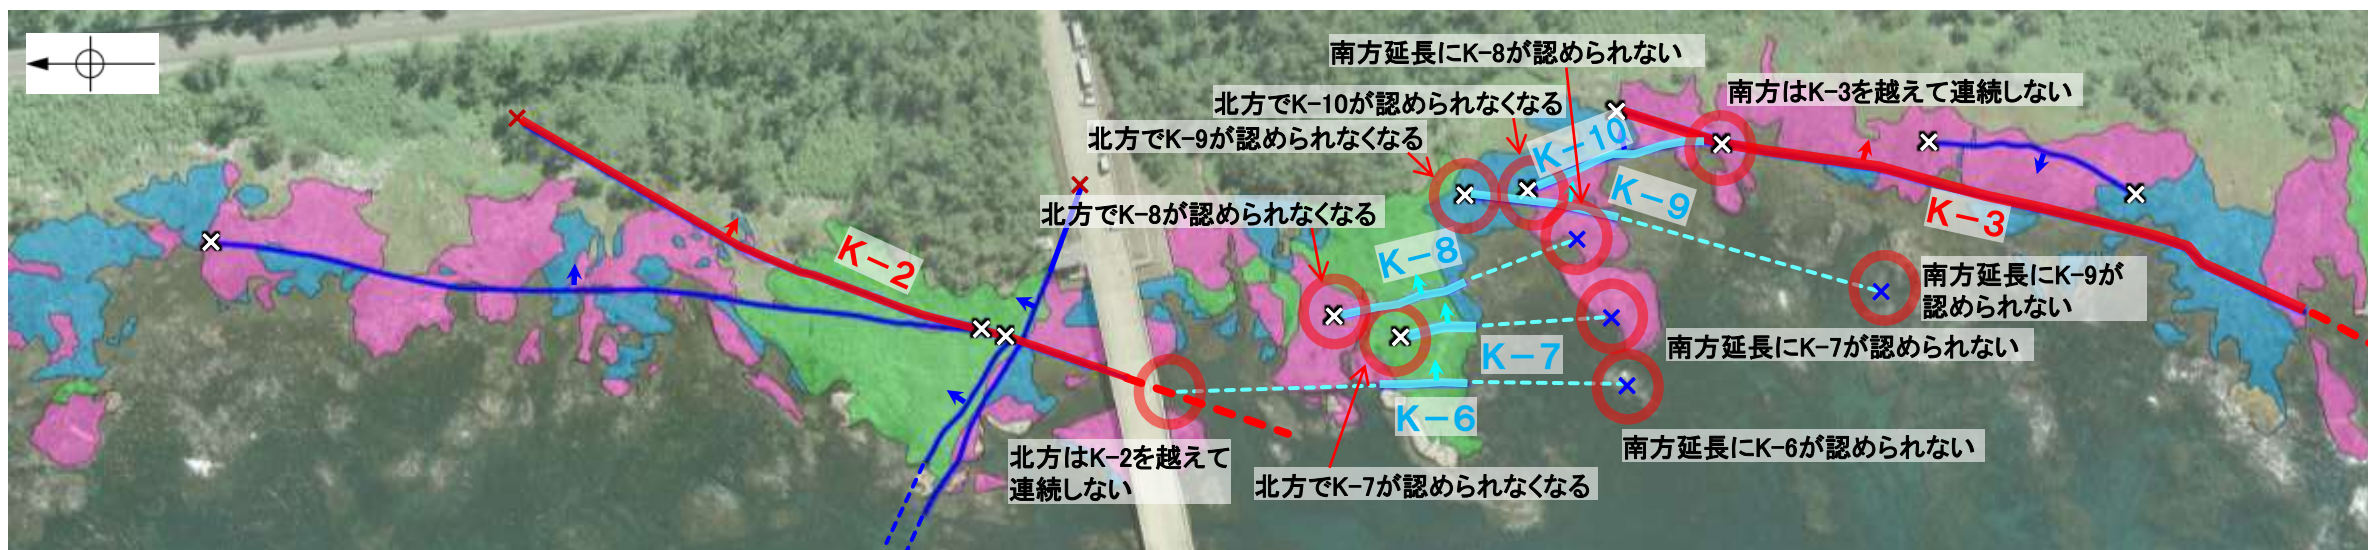 南方延長にK-8が認められない
北方でK-10が認められなくなる
北方でK-9が認められなくなる
南方はK-3を越えて連続しない
K-10
K-9
北方でK-8が認められなくなる
K-8
K-3
K-2
南方延長にK-9が
認められない
K-7
南方延長にK-7が認められない
K-6
北方はK-2を越えて
連続しない
南方延長にK-6が認められない
北方でK-7が認められなくなる